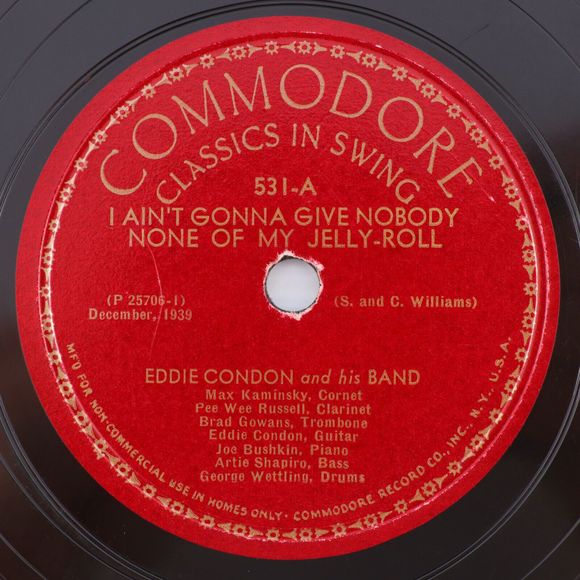 COMMODORE
CLASSICS IN SWING
531-A
I AIN'T GONNA GIVE NOBODY
NONE OF MY JELLY-ROLL
(P 25706-1)
December, 1939
(S. and C. Williams)
EDDIE CONDON and his BAND
Max Kaminsky, Cornet
Pee Wee Russell, Clarinet
Brad Gowans, Trombone
Eddie Condon, Guitar
Joe Bushkin, Piano
Artie Shapiro, Bass
George Wettling, Drums
MF'D FOR NON-COMMERCIAL USE IN HOMES ONLY · COMMODORE RECORD CO., INC., N.Y., U.S.A.